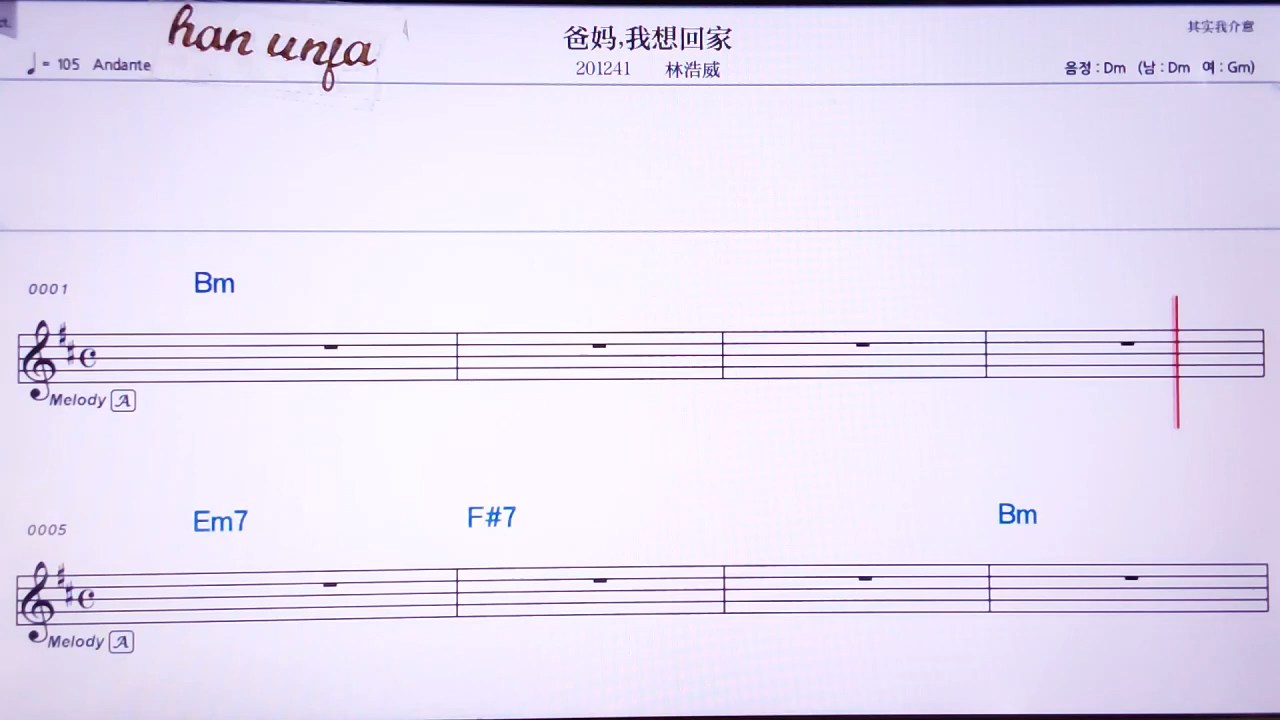 han unfa
爸妈,我想回家
其实我介意
♩= 105 Andante
201241 林浩威
음정 : Dm (남 : Dm 여 : Gm)
0001
Bm
Melody A
0005
Em7 F#7 Bm
Melody A